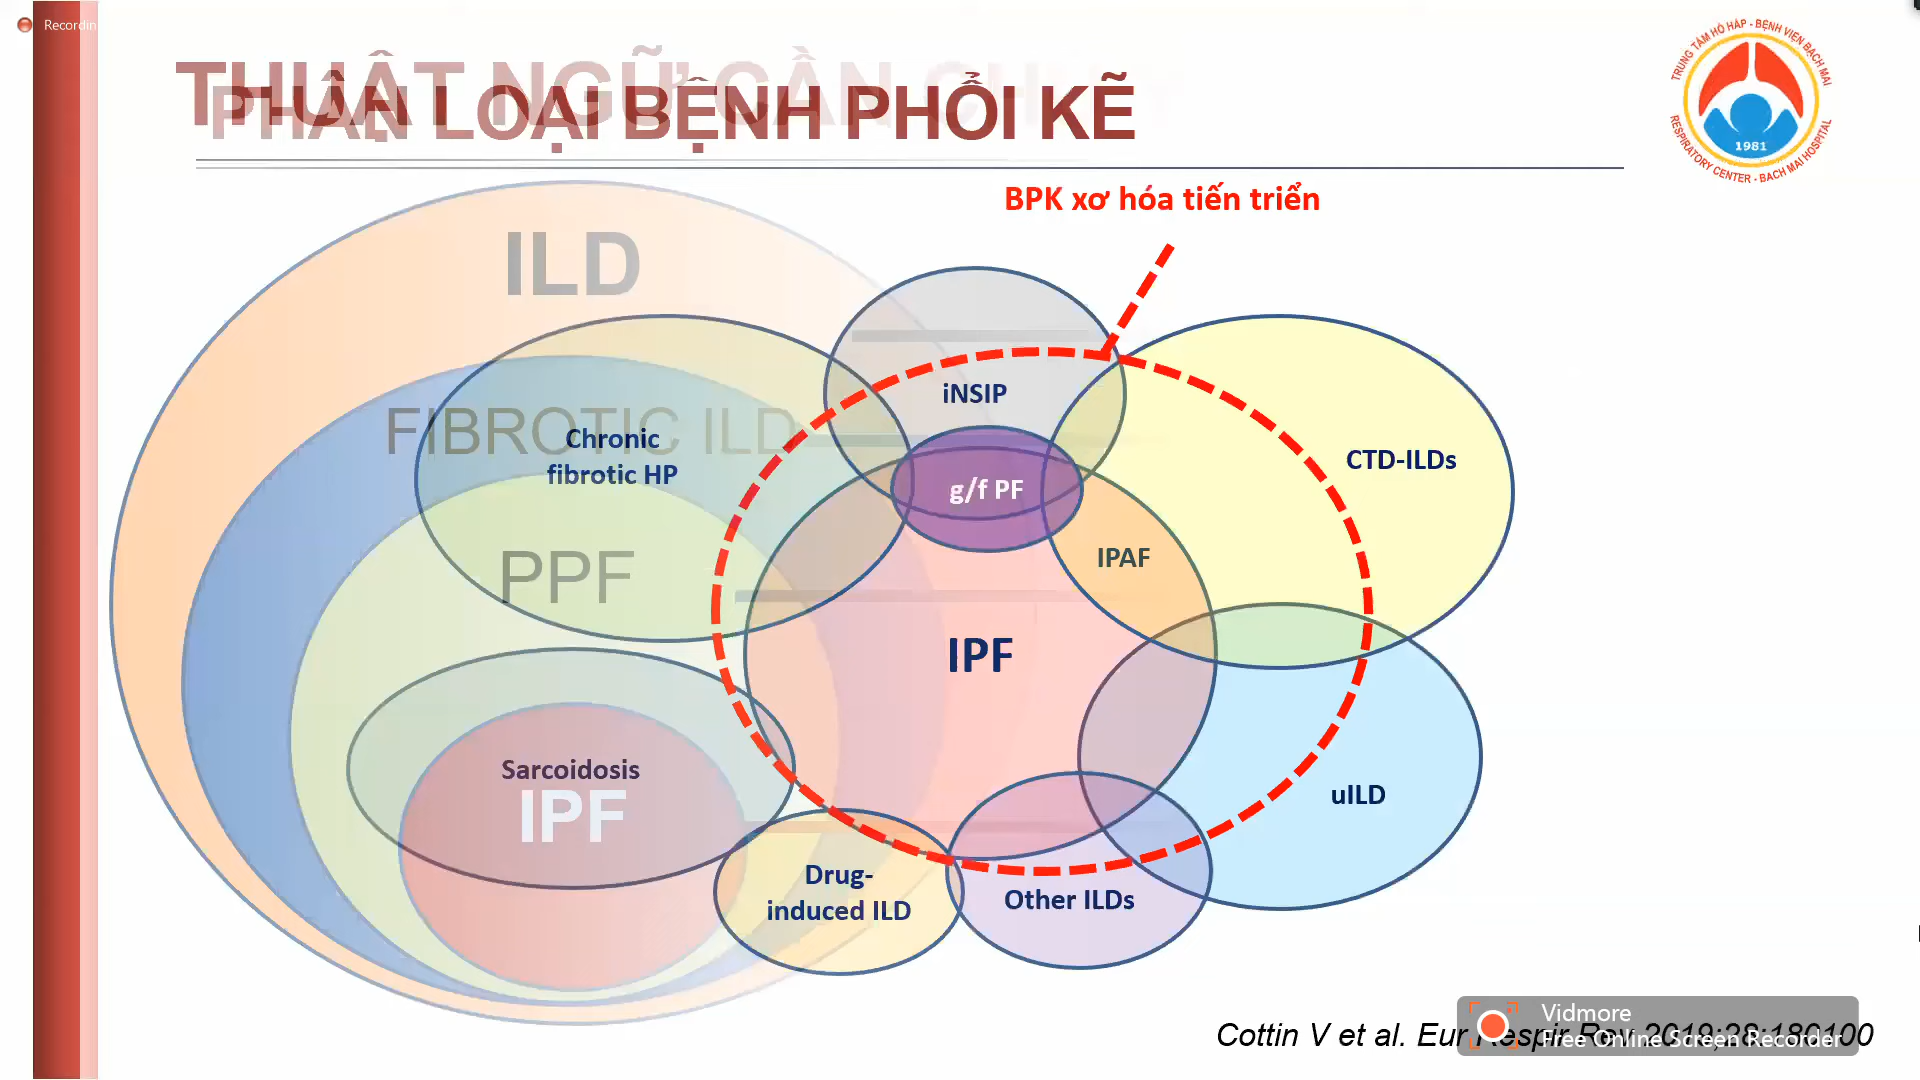 Recordin
THUẬT NGỮ CẦN CH
PHÂN LOẠI BỆNH PHỔI KẼ
TRUNG TÂM HÔ HẤP - BỆNH VIỆN BẠCH MAI
1981
RESPIRATORY CENTER - BACH MAI HOSPITAL
BPK xơ hóa tiến triển
ILD
iNSIP
FIBROTIC ILD
Chronic
fibrotic HP
CTD-ILDs
g/f PF
PPF
IPAF
IPF
Sarcoidosis
IPF
uILD
Drug-
induced ILD
Other ILDs
Cottin V et al. Eur Respir Rev 2019;28:180100
Vidmore
Free Online Screen Recorder